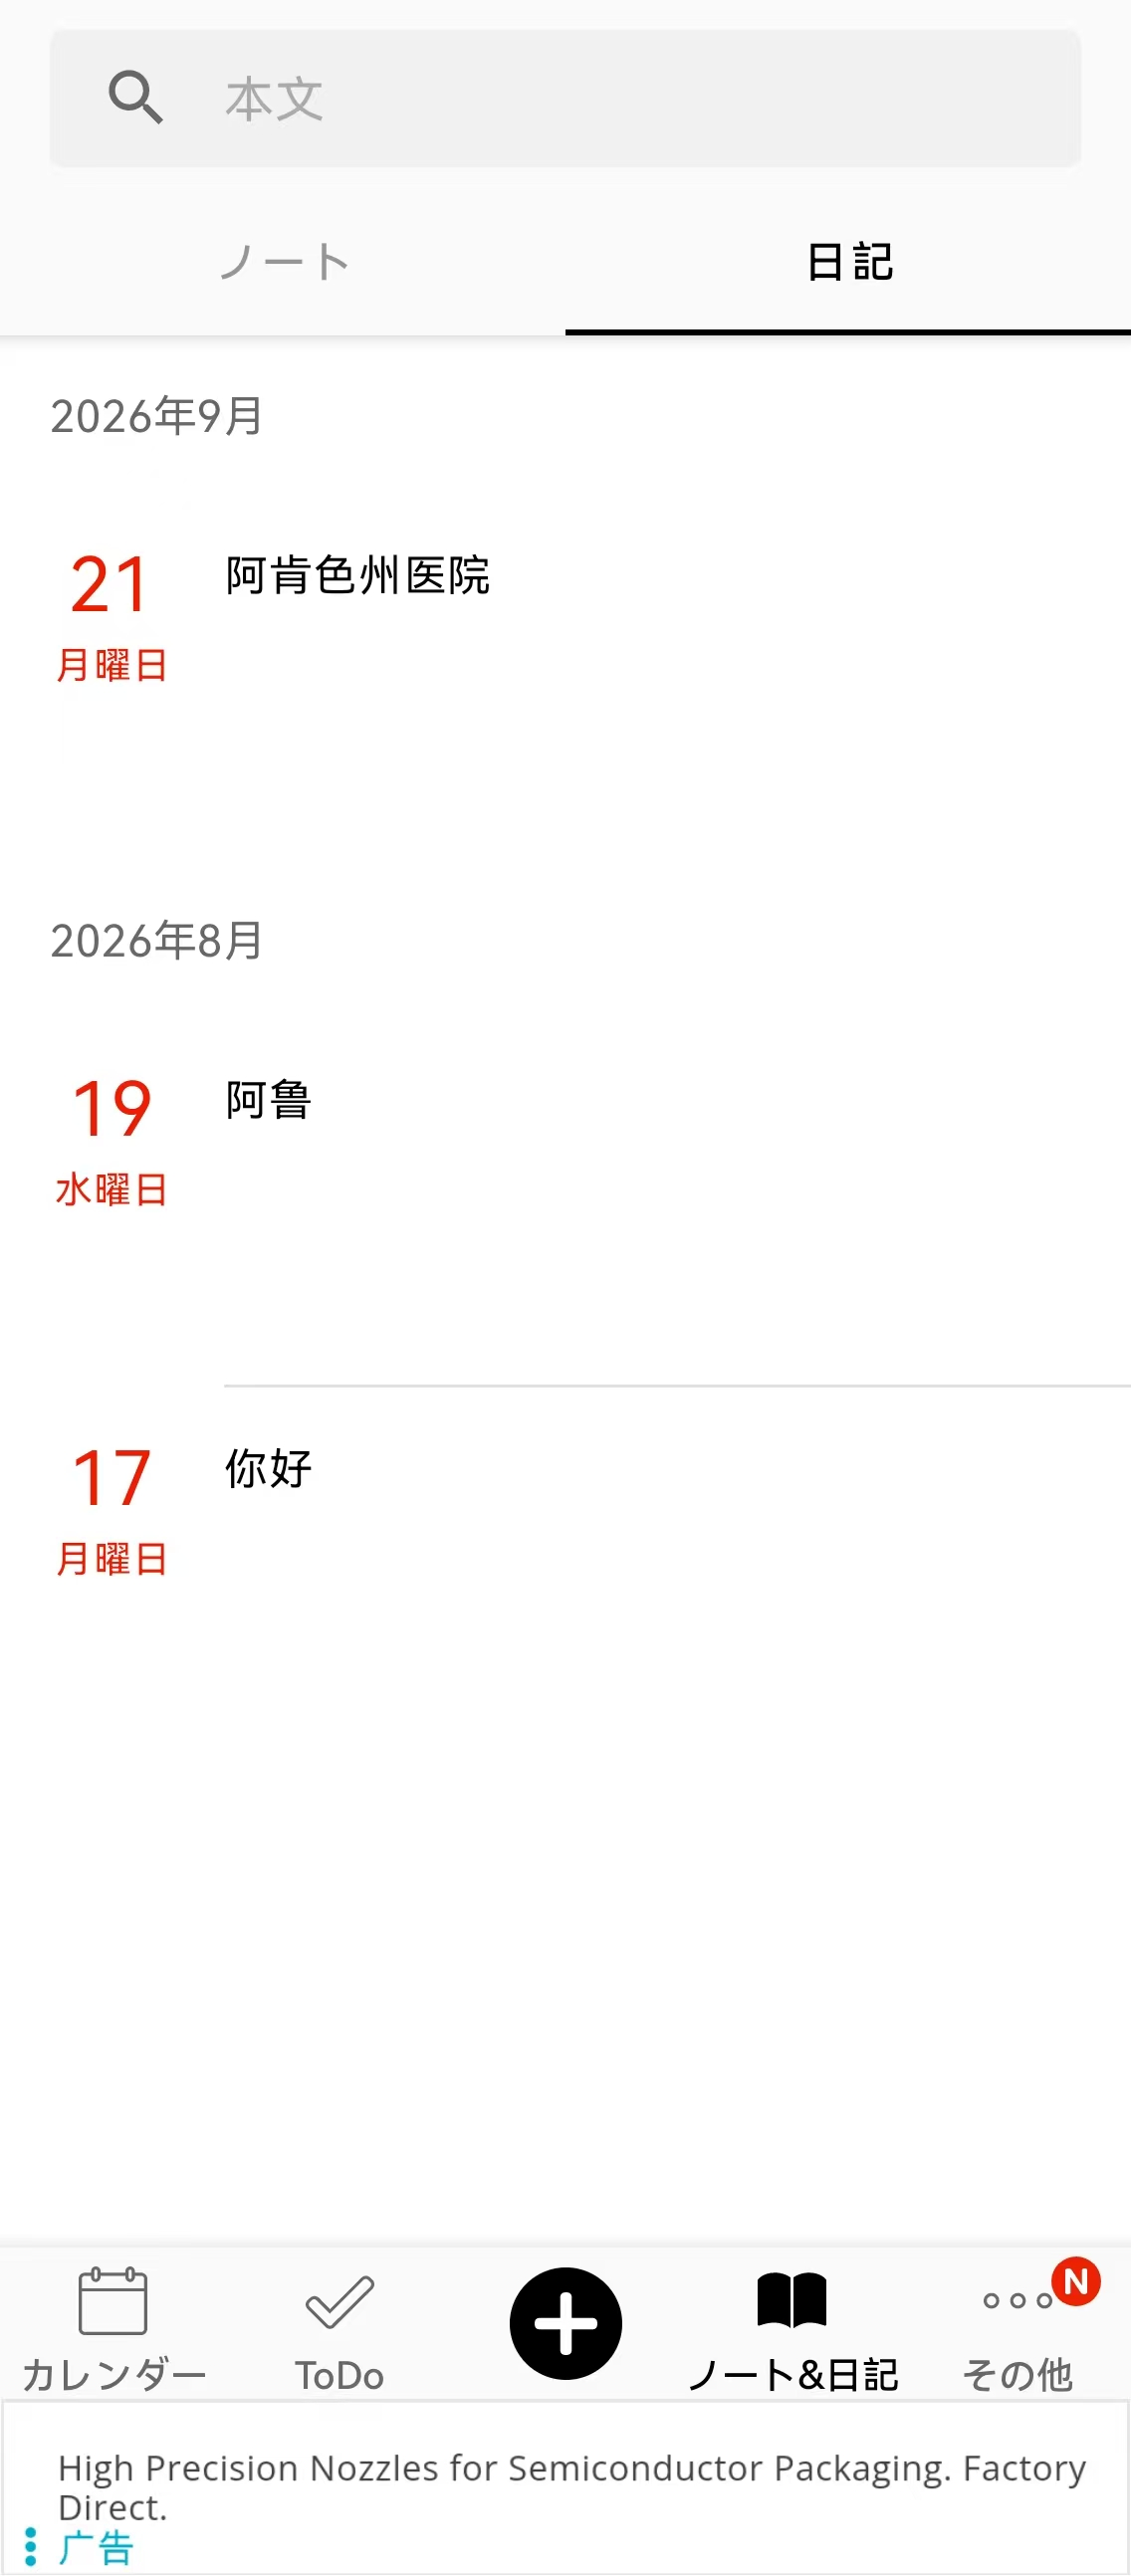 本文
ノート
日記
2026年9月
21
阿肯色州医院
月曜日
2026年8月
19
阿鲁
水曜日
17
你好
月曜日
N
カレンダー
ToDo
ノート&日記
その他
High Precision Nozzles for Semiconductor Packaging. Factory
Direct.
广告